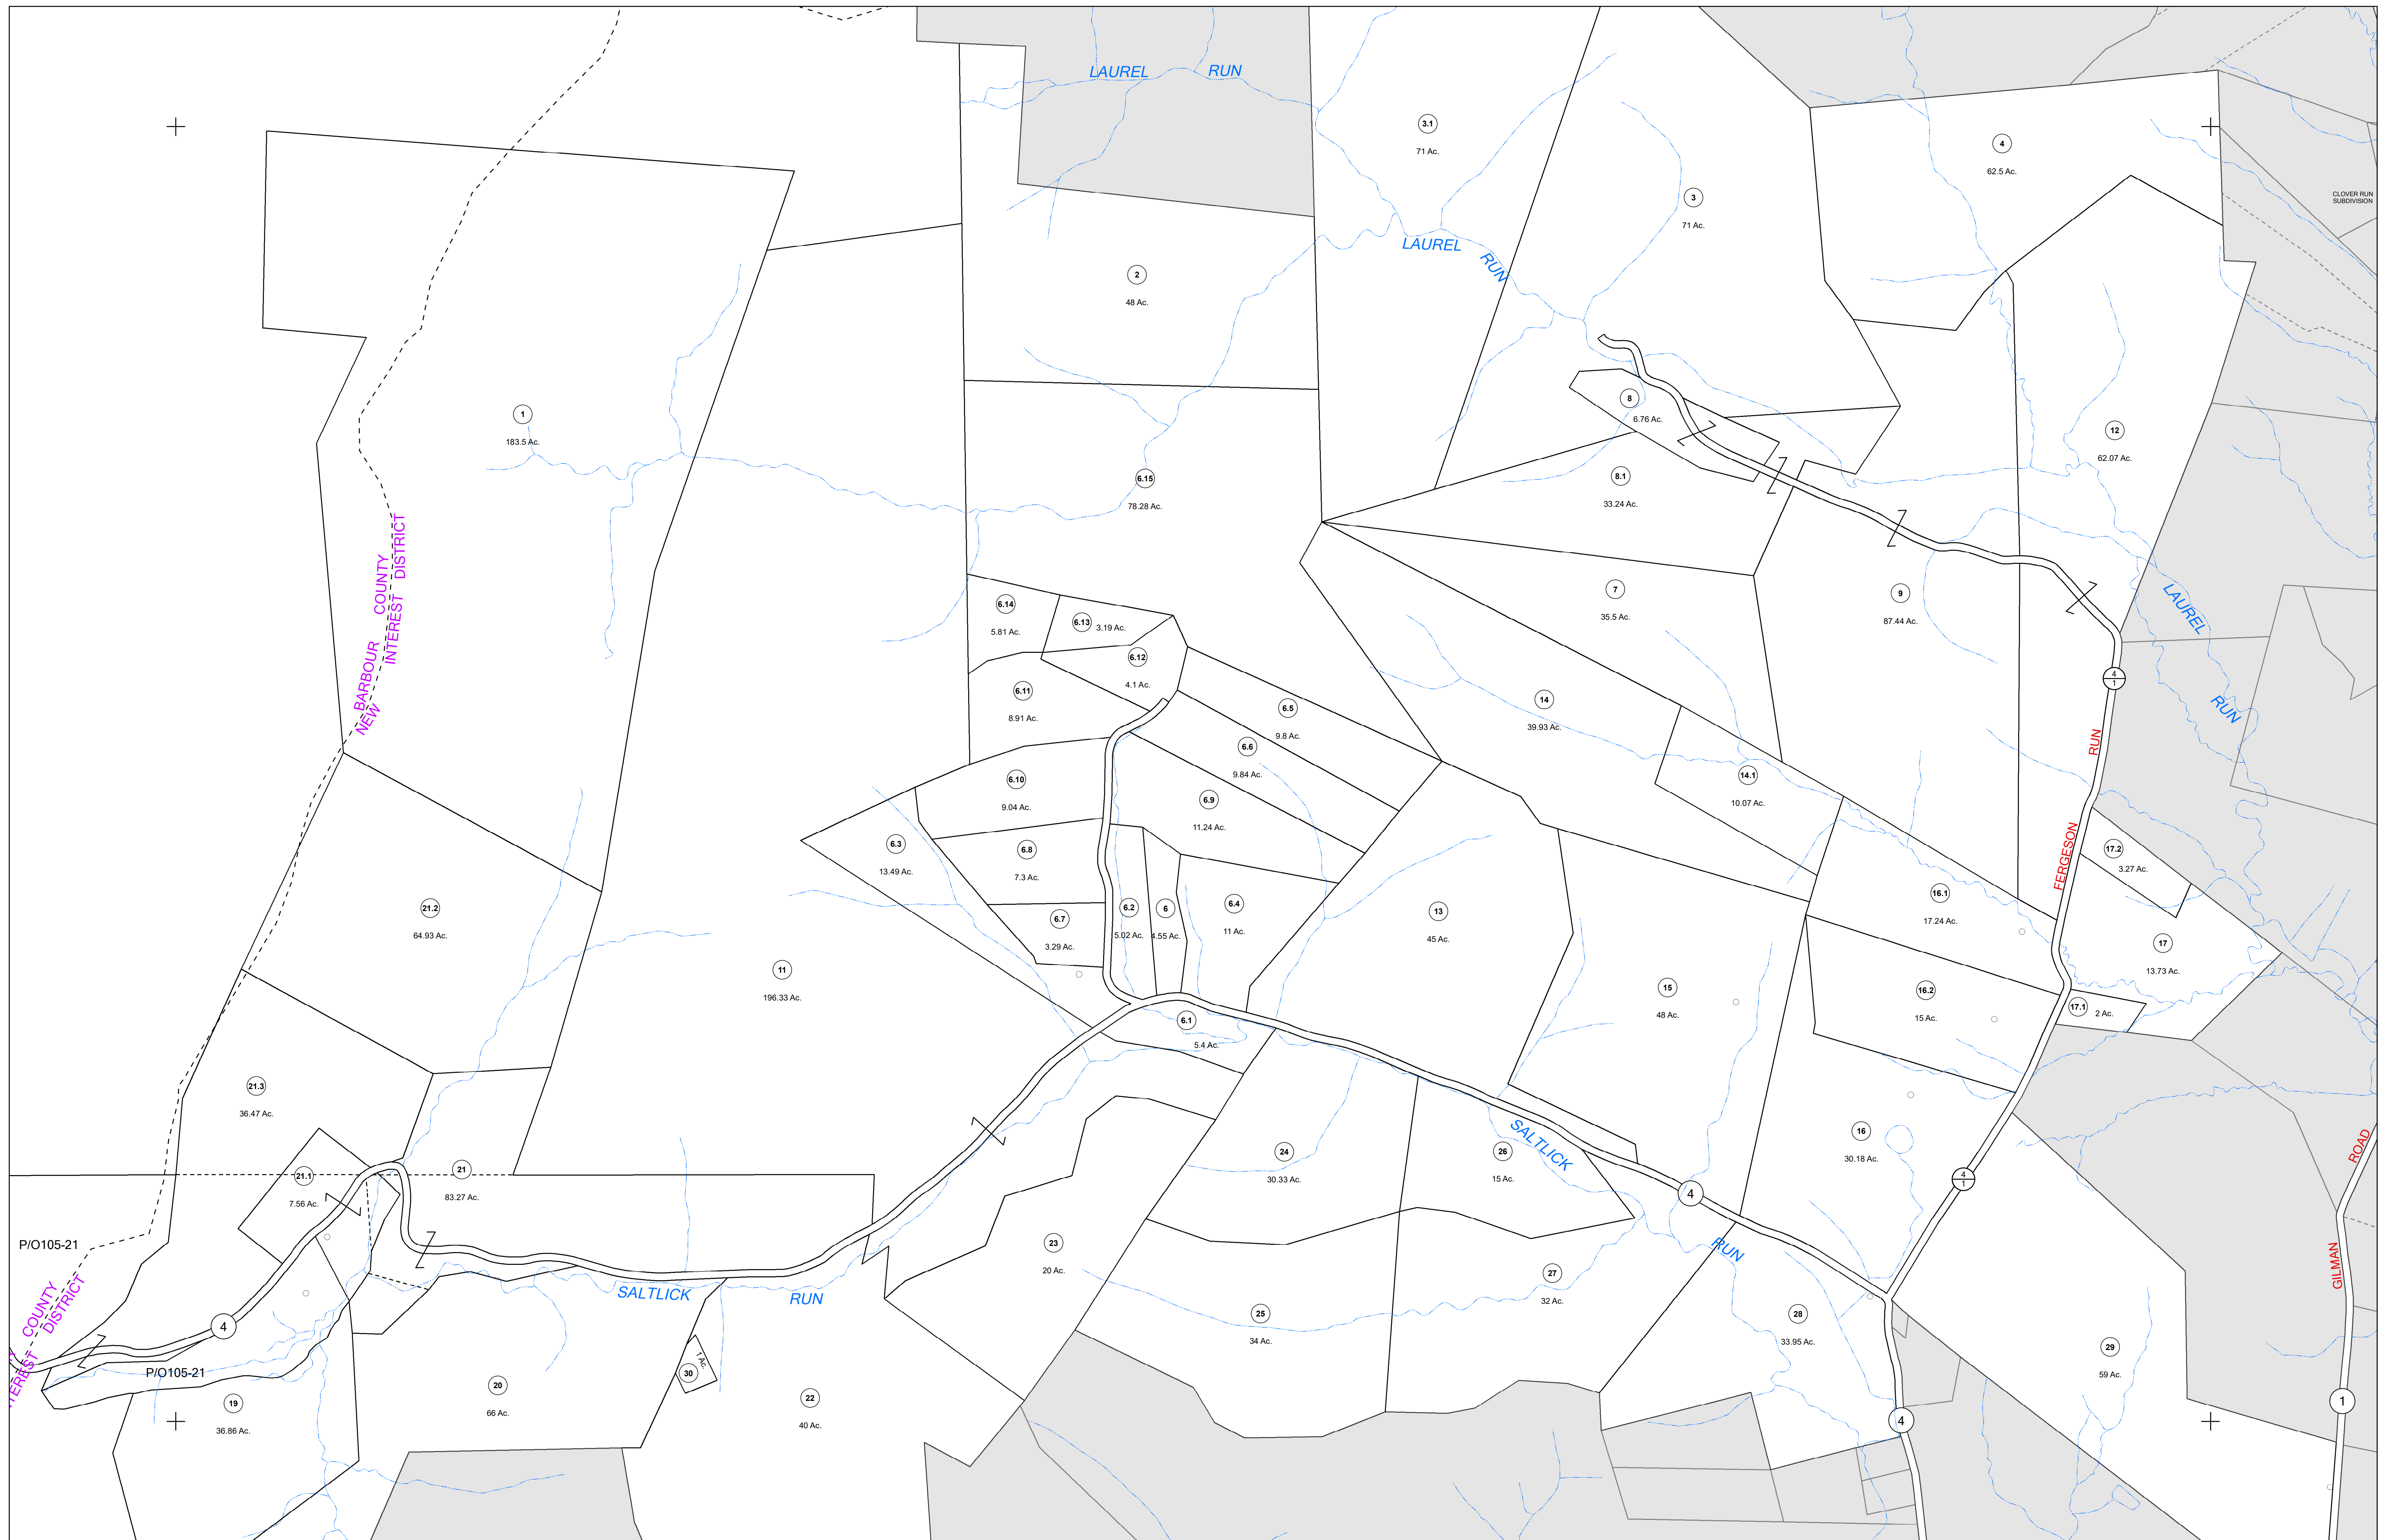 LAUREL RUN
3.1
71 Ac.
4
62.5 Ac.
3
71 Ac.
CLOVER RUN
SUBDIVISION
LAUREL
RUN
2
48 Ac.
1
183.5 Ac.
8
6.76 Ac.
12
62.07 Ac.
6.15
78.28 Ac.
8.1
33.24 Ac.
BARBOUR COUNTY
NEW INTEREST DISTRICT
7
35.5 Ac.
9
87.44 Ac.
LAUREL
RUN
6.14
5.81 Ac.
6.13
3.19 Ac.
6.12
4.1 Ac.
6.11
8.91 Ac.
4
1
14
39.93 Ac.
6.5
9.8 Ac.
6.6
9.84 Ac.
6.10
9.04 Ac.
6.9
11.24 Ac.
14.1
10.07 Ac.
FERGESON RUN
6.3
13.49 Ac.
6.8
7.3 Ac.
17.2
3.27 Ac.
16.1
17.24 Ac.
21.2
64.93 Ac.
6.7
3.29 Ac.
6.2
5.02 Ac.
6
4.55 Ac.
6.4
11 Ac.
13
45 Ac.
17
13.73 Ac.
11
196.33 Ac.
15
48 Ac.
16.2
15 Ac.
17.1
2 Ac.
6.1
5.4 Ac.
21.3
36.47 Ac.
16
30.18 Ac.
SALTLICK
RUN
24
30.33 Ac.
26
15 Ac.
21.1
7.56 Ac.
21
83.27 Ac.
4
4
1
GILMAN ROAD
P/O105-21
23
20 Ac.
27
32 Ac.
SALTLICK RUN
25
34 Ac.
28
33.95 Ac.
4
COUNTY
TEREST DISTRICT
29
59 Ac.
P/O105-21
30
1 Ac.
20
66 Ac.
22
40 Ac.
19
36.86 Ac.
4
1